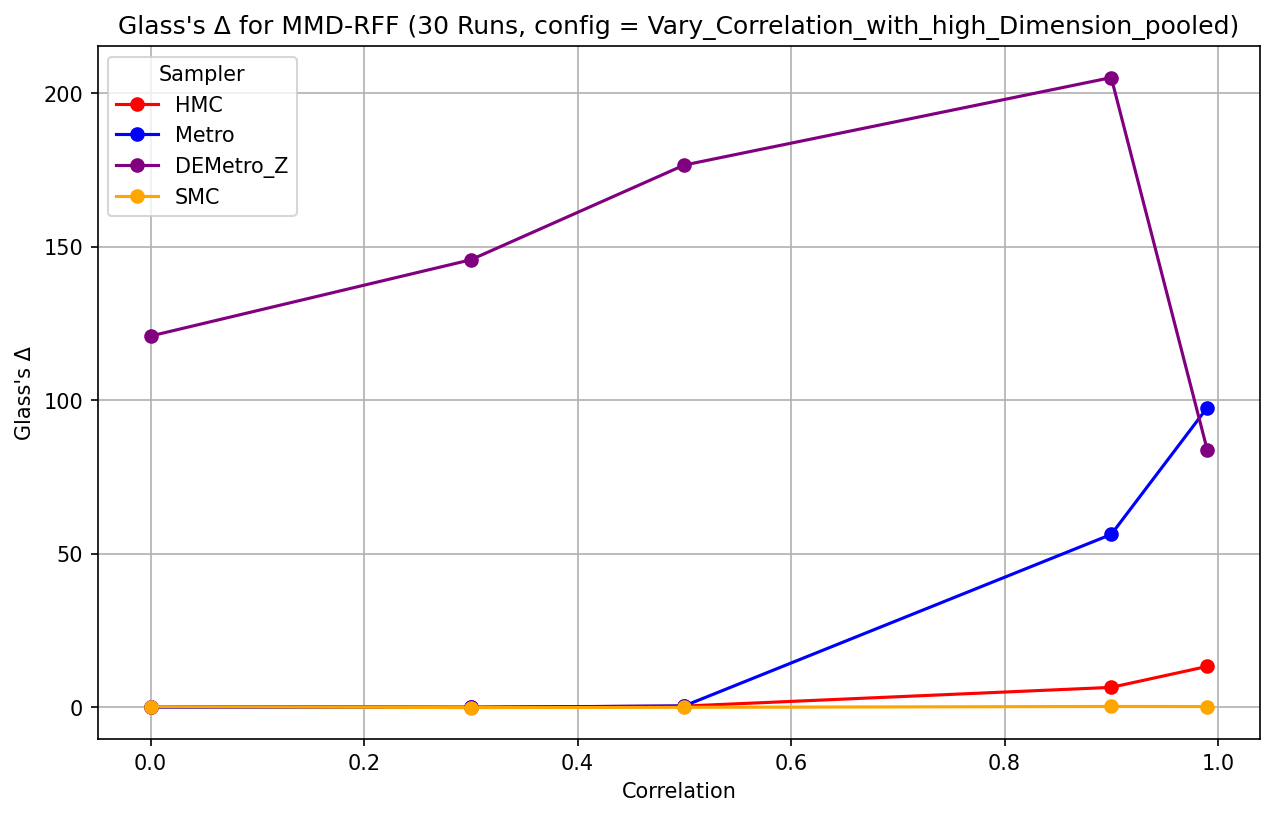 Glass's Δ for MMD-RFF (30 Runs, config = Vary_Correlation_with_high_Dimension_pooled)
Sampler
HMC
Metro
DEMetro_Z
SMC
200
150
100
50
0
Glass's Δ
0.0 0.2 0.4 0.6 0.8 1.0
Correlation